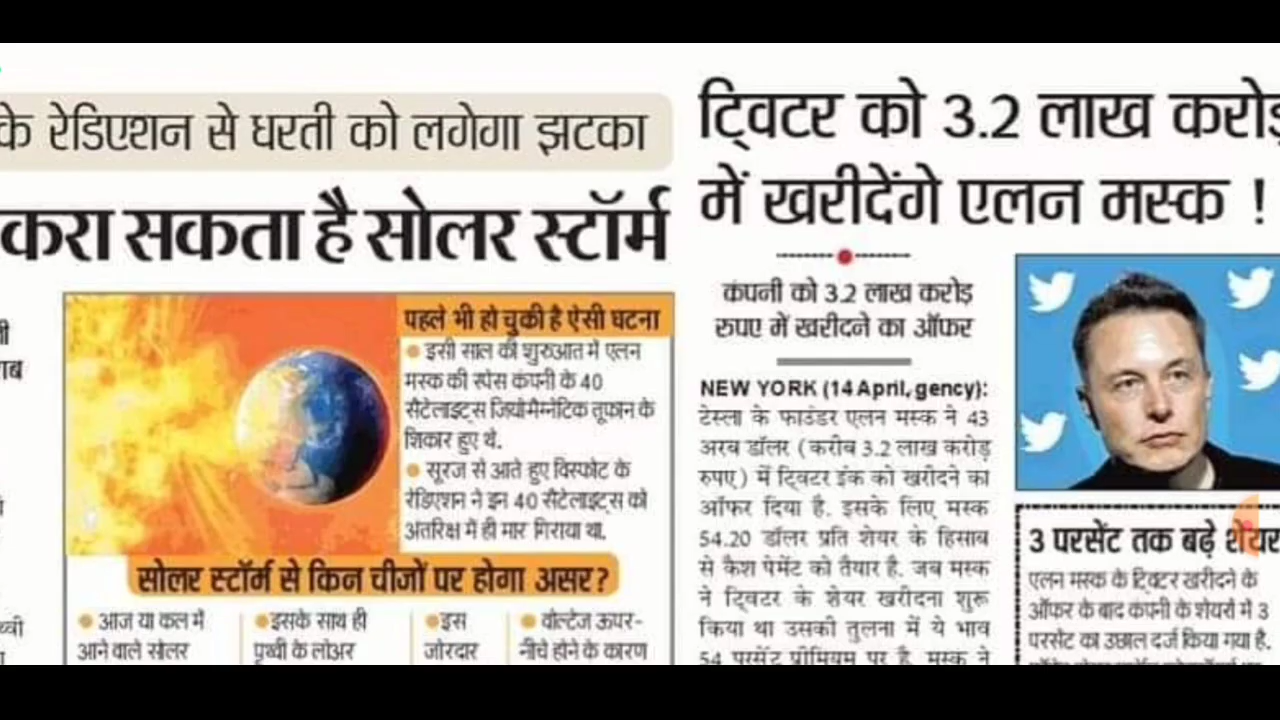 के रेडिएशन से धरती को लगेगा झटका
करा सकता है सोलर स्टॉर्म
पहले भी हो चुकी है ऐसी घटना
इसी साल की शुरुआत में एलन
मस्क की स्पेस कंपनी के 40
सैटेलाइट्स जियोमैग्नेटिक तूफान के
शिकार हुए थे.
सूरज से आते हुए विस्फोट के
रेडिएशन ने इन 40 सैटेलाइट्स को
अंतरिक्ष में ही मार गिराया था.
सोलर स्टॉर्म से किन चीजों पर होगा असर?
आज या कल में
आने वाले सोलर
इसके साथ ही
पृथ्वी के लोअर
इस
जोरदार
वोल्टेज ऊपर-
नीचे होने के कारण
ट्विटर को 3.2 लाख करोड़
में खरीदेंगे एलन मस्क !
कंपनी को 3.2 लाख करोड़
रुपए में खरीदने का ऑफर
NEW YORK (14 April, gency):
टेस्ला के फाउंडर एलन मस्क ने 43
अरब डॉलर (करीब 3.2 लाख करोड़
रुपए) में ट्विटर इंक को खरीदने का
ऑफर दिया है. इसके लिए मस्क
54.20 डॉलर प्रति शेयर के हिसाब
से कैश पेमेंट को तैयार है. जब मस्क
ने ट्विटर के शेयर खरीदना शुरू
किया था उसकी तुलना में ये भाव
54 परसेंट प्रीमियम पर है. मस्क ने
3 परसेंट तक बढ़े शेयर
एलन मस्क के ट्विटर खरीदने के
ऑफर के बाद कंपनी के शेयरों में 3
परसेंट का उछाल दर्ज किया गया है.